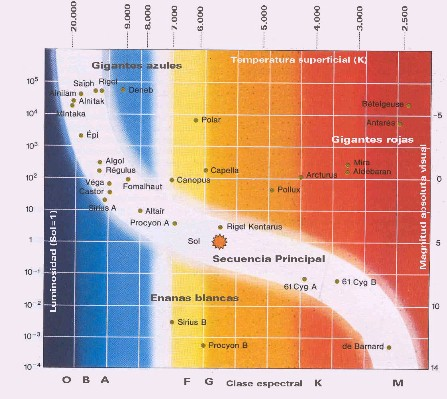 20.000 9.000 8.000 7.000 6.000 5.000 4.000 3.000 2.500
Gigantes azules
Temperatura superficial (K)
10⁵
10⁴
10³
10²
10
1
10⁻¹
10⁻²
10⁻³
10⁻⁴
Luminosidad (Sol=1)
Saïph Rigel
Alnilam
Deneb
Alnitak
Mintaka
Épi
Polar
Betelgeuse
Antares
Gigantes rojas
Algol
Régulus
Capella
Mira
Aldebaran
Vega
Fomalhaut
Canopus
Arcturus
Castor
Pollux
Sirius A
Altair
Procyon A
Rigel Kentarus
Sol
Secuencia Principal
61 Cyg A
61 Cyg B
Enanas blancas
Sirius B
Procyon B
de Barnard
-5
0
5
10
14
Magnitud absoluta visual
O B A F G Clase espectral K M